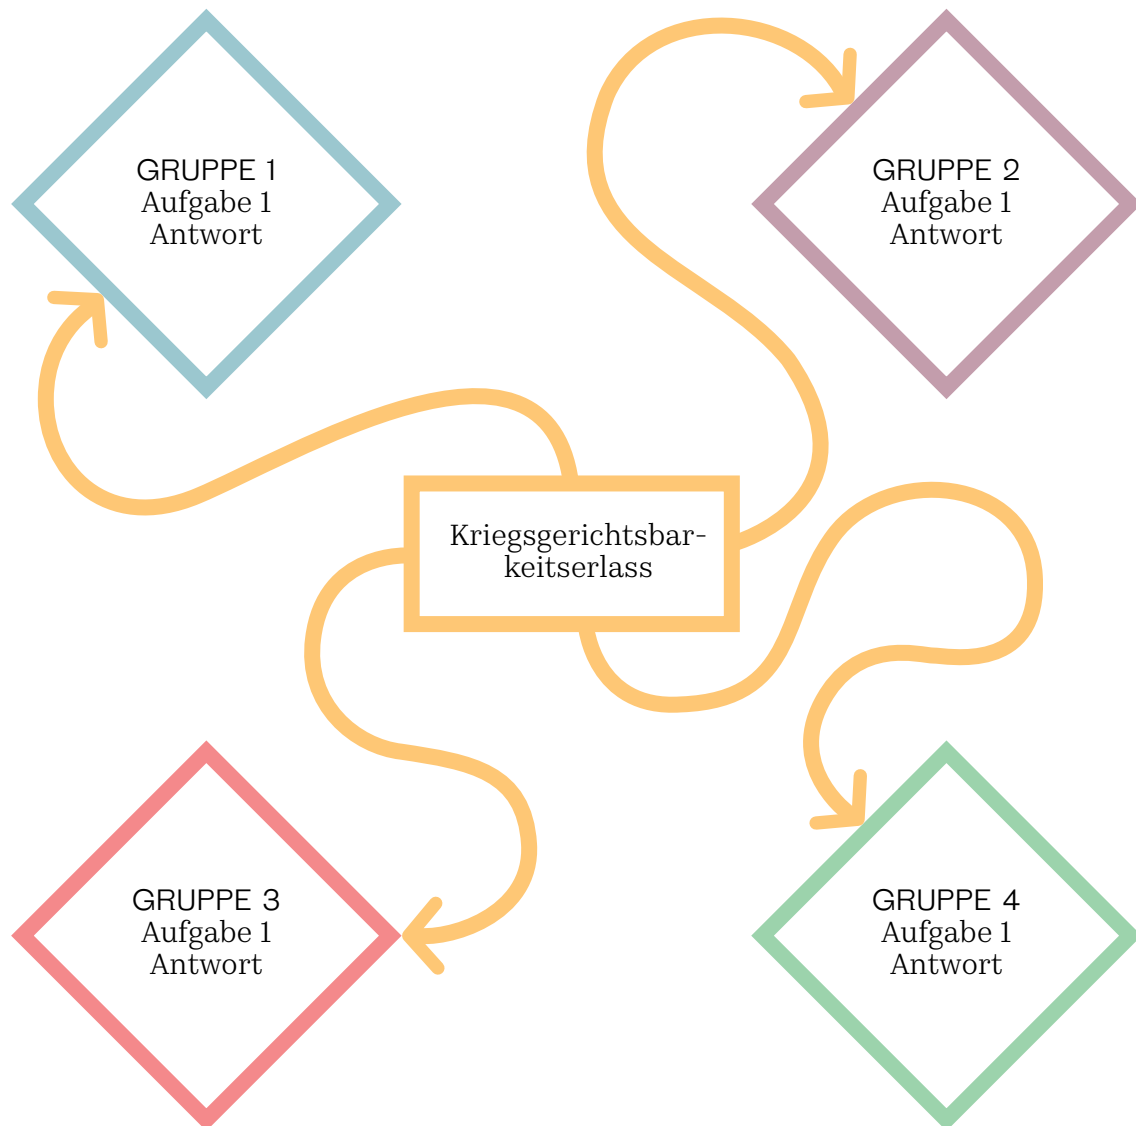 GRUPPE 1
Aufgabe 1
Antwort
GRUPPE 2
Aufgabe 1
Antwort
Kriegsgerichtsbar-
keitserlass
GRUPPE 3
Aufgabe 1
Antwort
GRUPPE 4
Aufgabe 1
Antwort